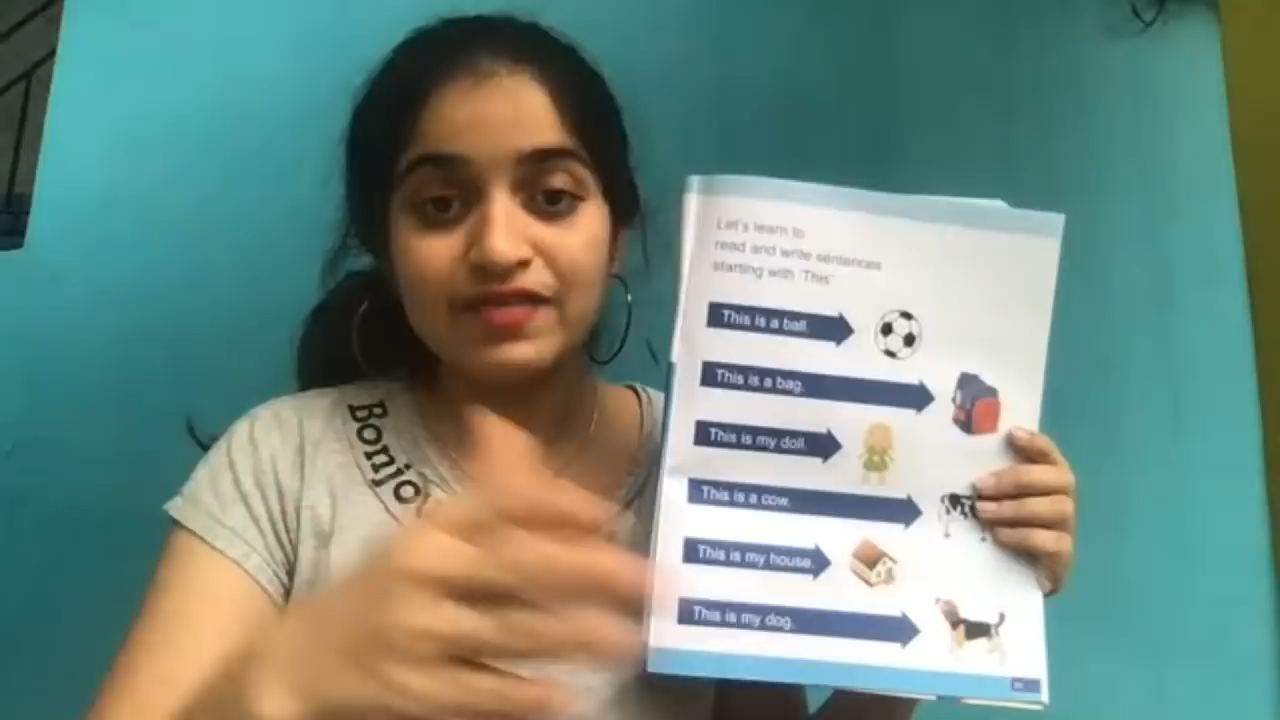 Bonjo
Let's learn to
read and write sentences
starting with 'This'
This is a ball.
This is a bag.
This is my doll.
This is a cow.
This is my house.
This is my dog.